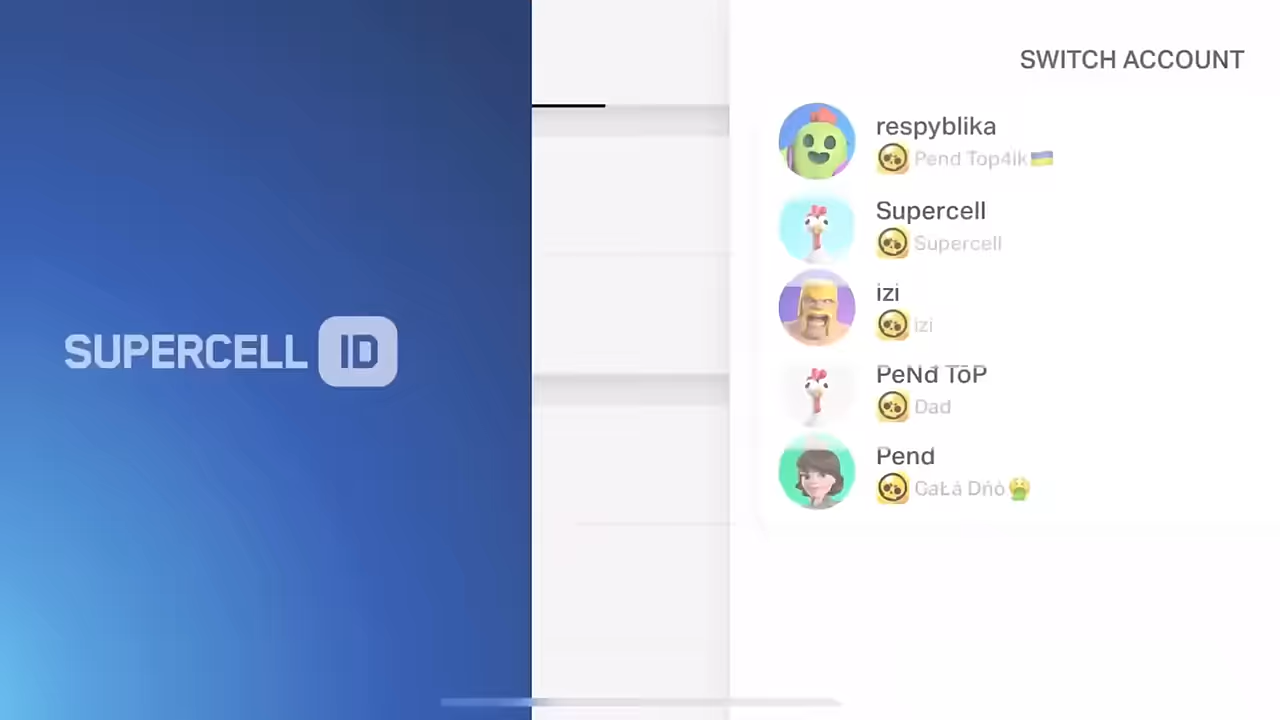 SWITCH ACCOUNT
SUPERCELL ID
respyblika
Pend Top4ik🇺🇦
Supercell
Supercell
izi
izi
PeNd ToP
Dad
Pend
GaŁá Dńó🤮